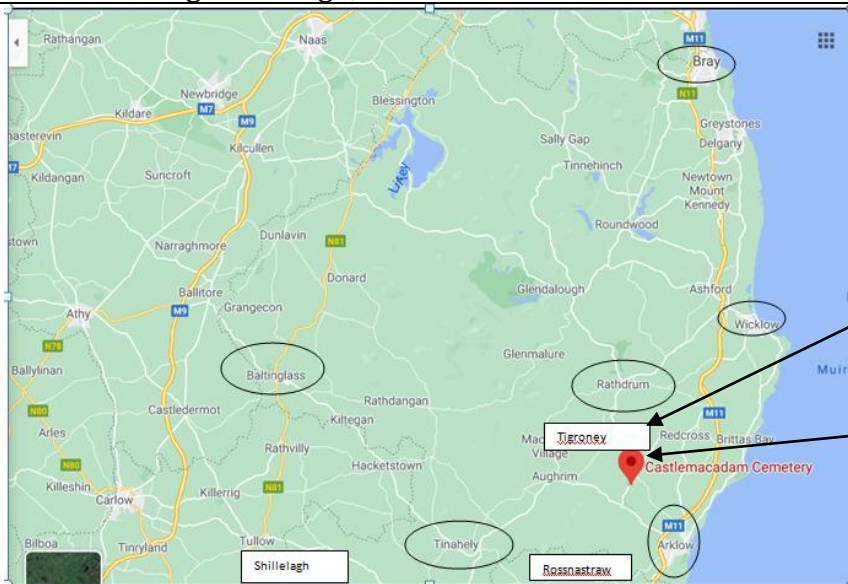 Rathangan
Naas
M11
Bray
Newbridge
M7
Blessington
N11
Kildare
M9
Greystones
Delgany
Kilcullen
Sally Gap
Tinnehinch
Kildangan
Suncroft
Liffey
Newtown
Mount
Kennedy
Roundwood
Dunlavin
N81
Narraghmore
Donard
Ballitore
Glendalough
Ashford
Athy
M9
Grangecon
Wicklow
N78
Glenmalure
Ballylinan
Baltinglass
Rathdrum
Muir
Rathdangan
N80
Castledermot
Kiltegan
M11
Arles
Tigroney
Redcross
Brittas Bay
Rathvilly
Village
N80
Hacketstown
Castlemacadam Cemetery
Killeshin
Aughrim
Killerrig
N81
Carlow
M11
Bilboa
Tinryland
Tullow
Tinahely
Arklow
Shillelagh
Rossnastraw